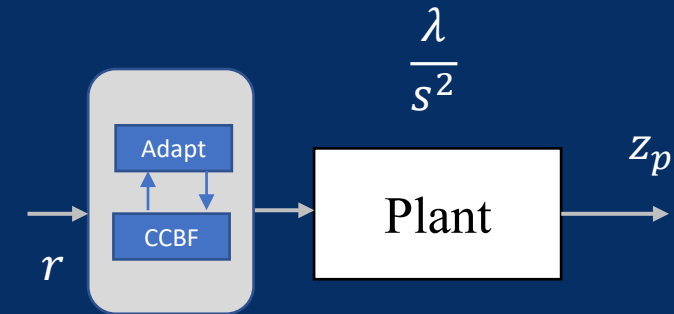 λ
s²
z_p
Adapt
Plant
CCBF
r